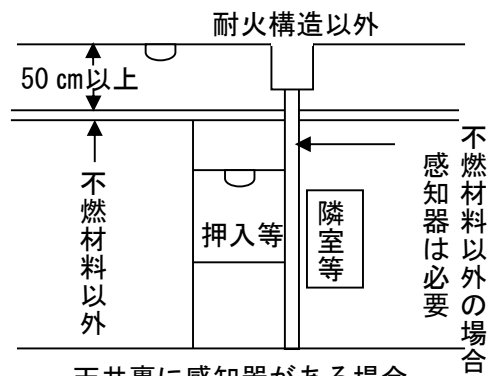 耐火構造以外
50㎝以上
不燃材料以外
押入等
隣室等
不燃材料以外の場合
感知器は必要
天井裏に感知器がある場合